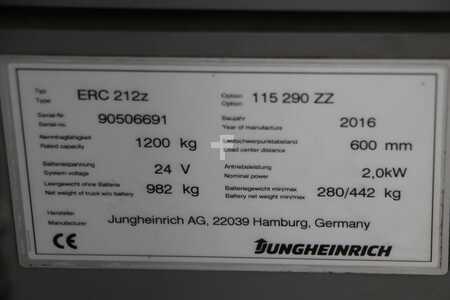 Typ
Type ERC 212z Option
Option 115 290 ZZ
Serial-Nr.
Serial-no. 90506691 Baujahr
Year of manufacture 2016
Nenntragfähigkeit
Rated capacity 1200 kg Lastschwerpunktabstand
Load center distance 600 mm
Batteriespannung
System voltage 24 V Antriebsleistung
Nominal power 2,0kW
Leergewicht ohne Batterie
Net weight of truck w/o battery 982 kg Batteriegewicht min/max
Battery net weight min/max 280/442 kg
Hersteller
Manufacturer Jungheinrich AG, 22039 Hamburg, Germany
CE JUNGHEINRICH